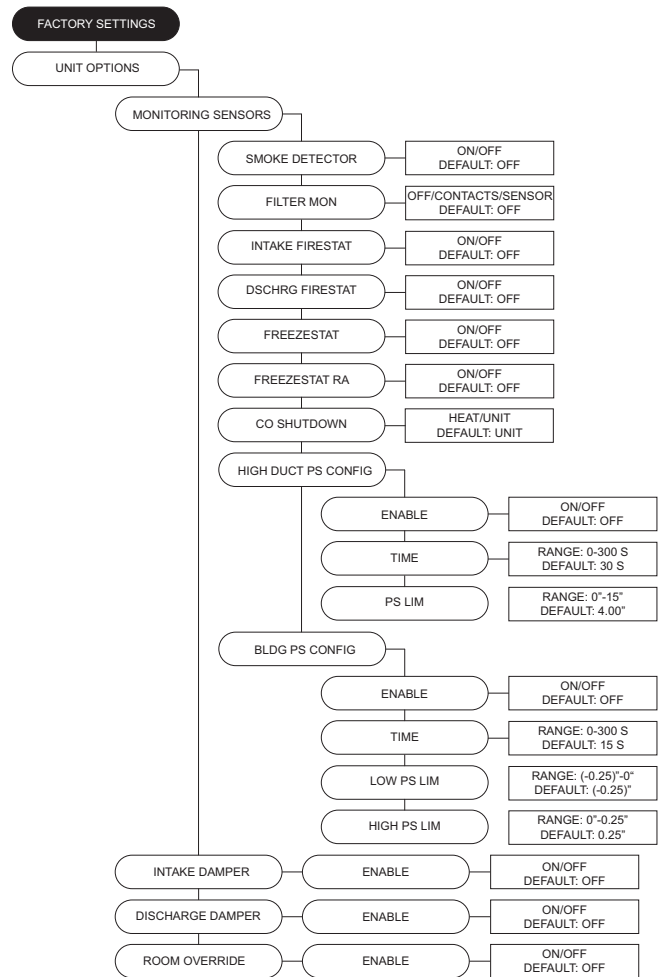 FACTORY SETTINGS
UNIT OPTIONS
MONITORING SENSORS
SMOKE DETECTOR
ON/OFF
DEFAULT: OFF
FILTER MON
OFF/CONTACTS/SENSOR
DEFAULT: OFF
INTAKE FIRESTAT
ON/OFF
DEFAULT: OFF
DSCHRG FIRESTAT
ON/OFF
DEFAULT: OFF
FREEZESTAT
ON/OFF
DEFAULT: OFF
FREEZESTAT RA
ON/OFF
DEFAULT: OFF
CO SHUTDOWN
HEAT/UNIT
DEFAULT: UNIT
HIGH DUCT PS CONFIG
ENABLE
ON/OFF
DEFAULT: OFF
TIME
RANGE: 0-300 S
DEFAULT: 30 S
PS LIM
RANGE: 0”-15”
DEFAULT: 4.00”
BLDG PS CONFIG
ENABLE
ON/OFF
DEFAULT: OFF
TIME
RANGE: 0-300 S
DEFAULT: 15 S
LOW PS LIM
RANGE: (-0.25)”-0“
DEFAULT: (-0.25)”
HIGH PS LIM
RANGE: 0”-0.25”
DEFAULT: 0.25”
INTAKE DAMPER
ENABLE
ON/OFF
DEFAULT: OFF
DISCHARGE DAMPER
ENABLE
ON/OFF
DEFAULT: OFF
ROOM OVERRIDE
ENABLE
ON/OFF
DEFAULT: OFF